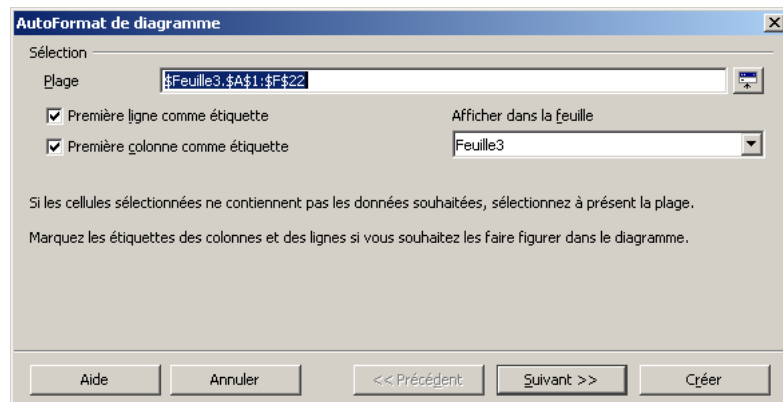 AutoFormat de diagramme
Sélection
Plage $Feuille3.$A$1:$F$22
Première ligne comme étiquette Afficher dans la feuille
Première colonne comme étiquette Feuille3
Si les cellules sélectionnées ne contiennent pas les données souhaitées, sélectionnez à présent la plage.
Marquez les étiquettes des colonnes et des lignes si vous souhaitez les faire figurer dans le diagramme.
Aide Annuler << Précédent Suivant >> Créer